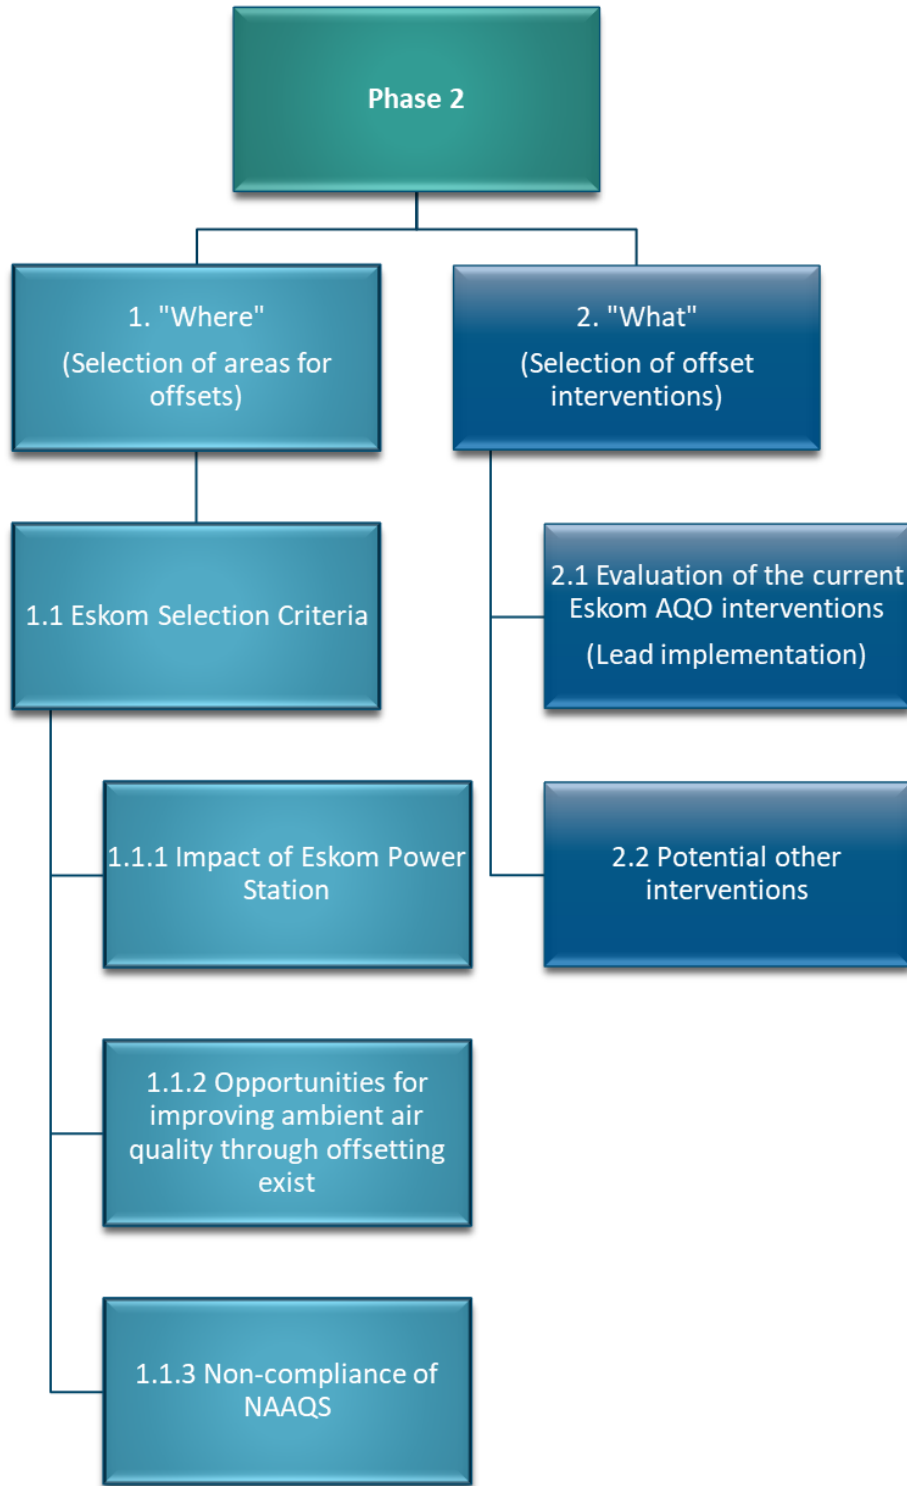 Phase 2
1. "Where"
(Selection of areas for
offsets)
2. "What"
(Selection of offset
interventions)
1.1 Eskom Selection Criteria
2.1 Evaluation of the current
Eskom AQO interventions
(Lead implementation)
1.1.1 Impact of Eskom Power
Station
2.2 Potential other
interventions
1.1.2 Opportunities for
improving ambient air
quality through offsetting
exist
1.1.3 Non-compliance of
NAAQS